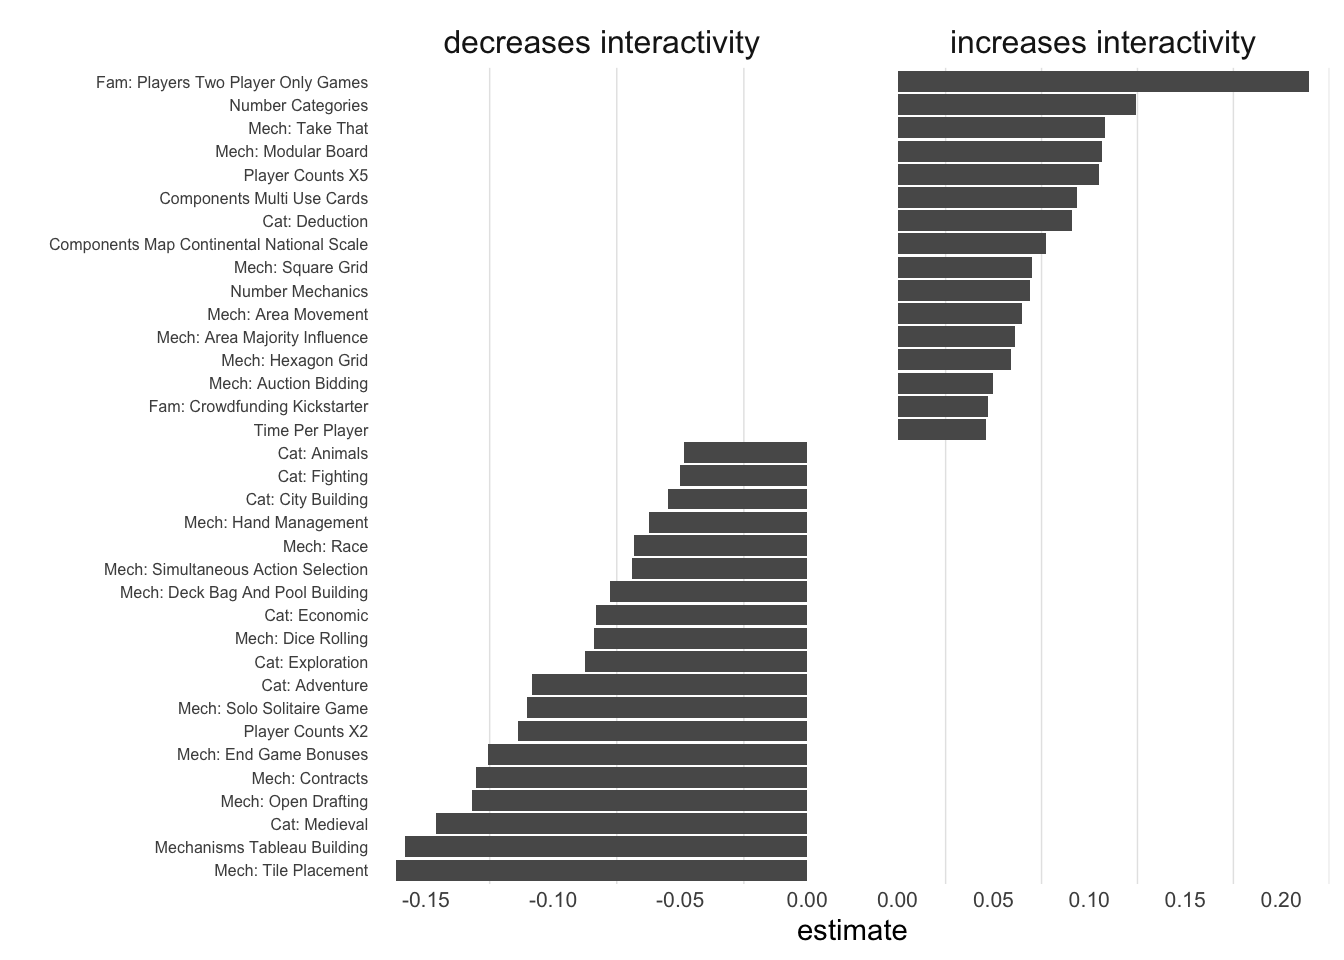 decreases interactivity
increases interactivity
Fam: Players Two Player Only Games
Number Categories
Mech: Take That
Mech: Modular Board
Player Counts X5
Components Multi Use Cards
Cat: Deduction
Components Map Continental National Scale
Mech: Square Grid
Number Mechanics
Mech: Area Movement
Mech: Area Majority Influence
Mech: Hexagon Grid
Mech: Auction Bidding
Fam: Crowdfunding Kickstarter
Time Per Player
Cat: Animals
Cat: Fighting
Cat: City Building
Mech: Hand Management
Mech: Race
Mech: Simultaneous Action Selection
Mech: Deck Bag And Pool Building
Cat: Economic
Mech: Dice Rolling
Cat: Exploration
Cat: Adventure
Mech: Solo Solitaire Game
Player Counts X2
Mech: End Game Bonuses
Mech: Contracts
Mech: Open Drafting
Cat: Medieval
Mechanisms Tableau Building
Mech: Tile Placement
-0.15 -0.10 -0.05 0.00
0.00 0.05 0.10 0.15 0.20
estimate